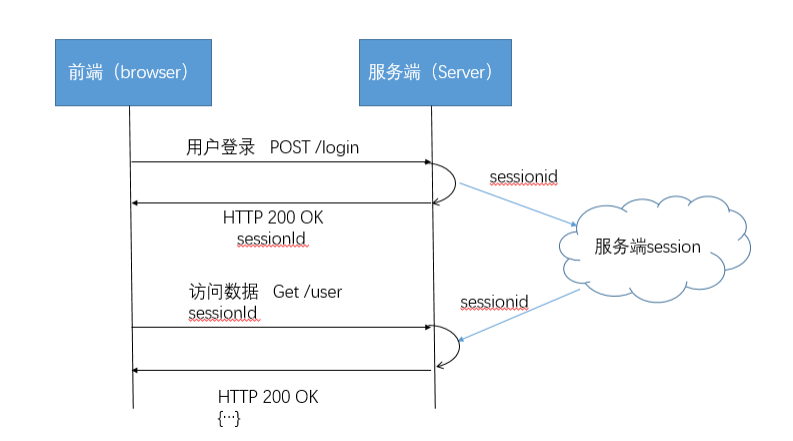 前端（browser）
服务端（Server）
用户登录 POST /login
sessionid
HTTP 200 OK
sessionId
服务端session
访问数据 Get /user
sessionId
sessionid
HTTP 200 OK
{…}